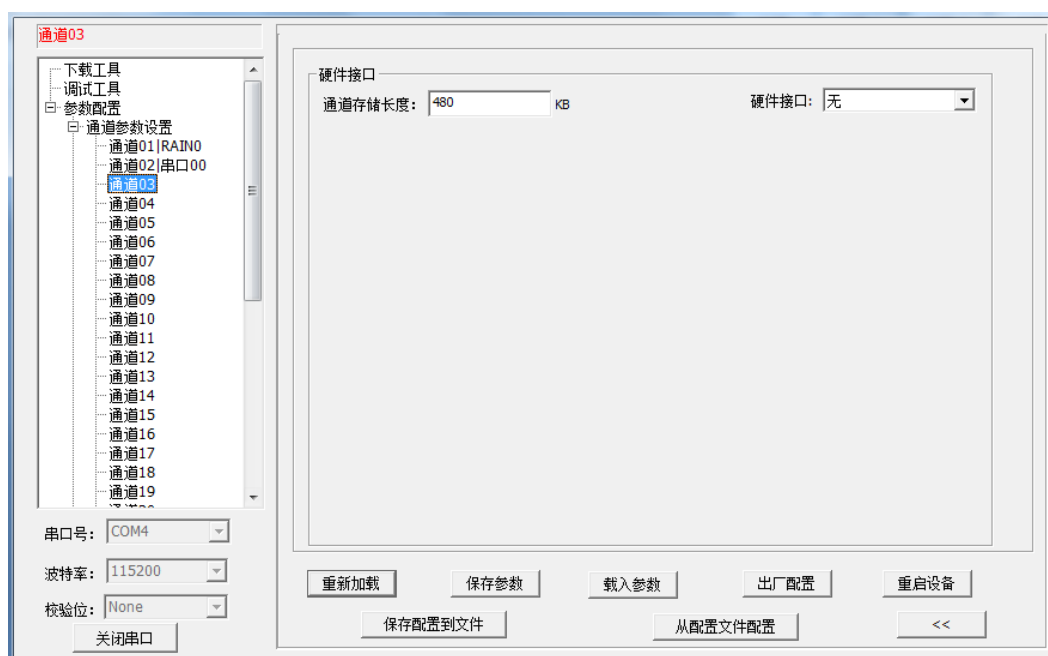 通道03
下载工具
调试工具
参数配置
通道参数设置
通道01|RAIN0
通道02|串口00
通道03
通道04
通道05
通道06
通道07
通道08
通道09
通道10
通道11
通道12
通道13
通道14
通道15
通道16
通道17
通道18
通道19
串口号： COM4
波特率： 115200
校验位： None
关闭串口
硬件接口
通道存储长度： 480 KB 硬件接口: 无
重新加载 保存参数 载入参数 出厂配置 重启设备
保存配置到文件 从配置文件配置 <<